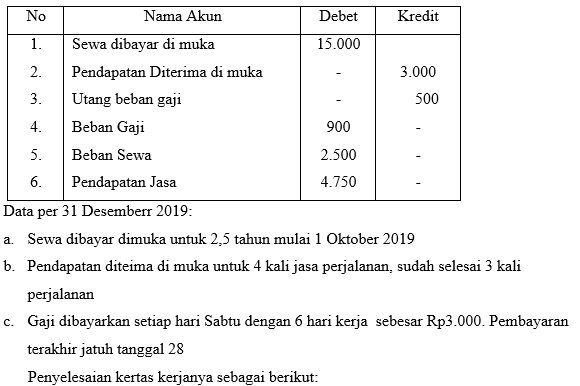 No Nama Akun Debet Kredit
1. Sewa dibayar di muka 15.000
2. Pendapatan Diterima di muka - 3.000
3. Utang beban gaji - 500
4. Beban Gaji 900 -
5. Beban Sewa 2.500 -
6. Pendapatan Jasa 4.750 -
Data per 31 Desemberr 2019:
a. Sewa dibayar dimuka untuk 2,5 tahun mulai 1 Oktober 2019
b. Pendapatan diteima di muka untuk 4 kali jasa perjalanan, sudah selesai 3 kali
perjalanan
c. Gaji dibayarkan setiap hari Sabtu dengan 6 hari kerja sebesar Rp3.000. Pembayaran
terakhir jatuh tanggal 28
Penyelesaian kertas kerjanya sebagai berikut: